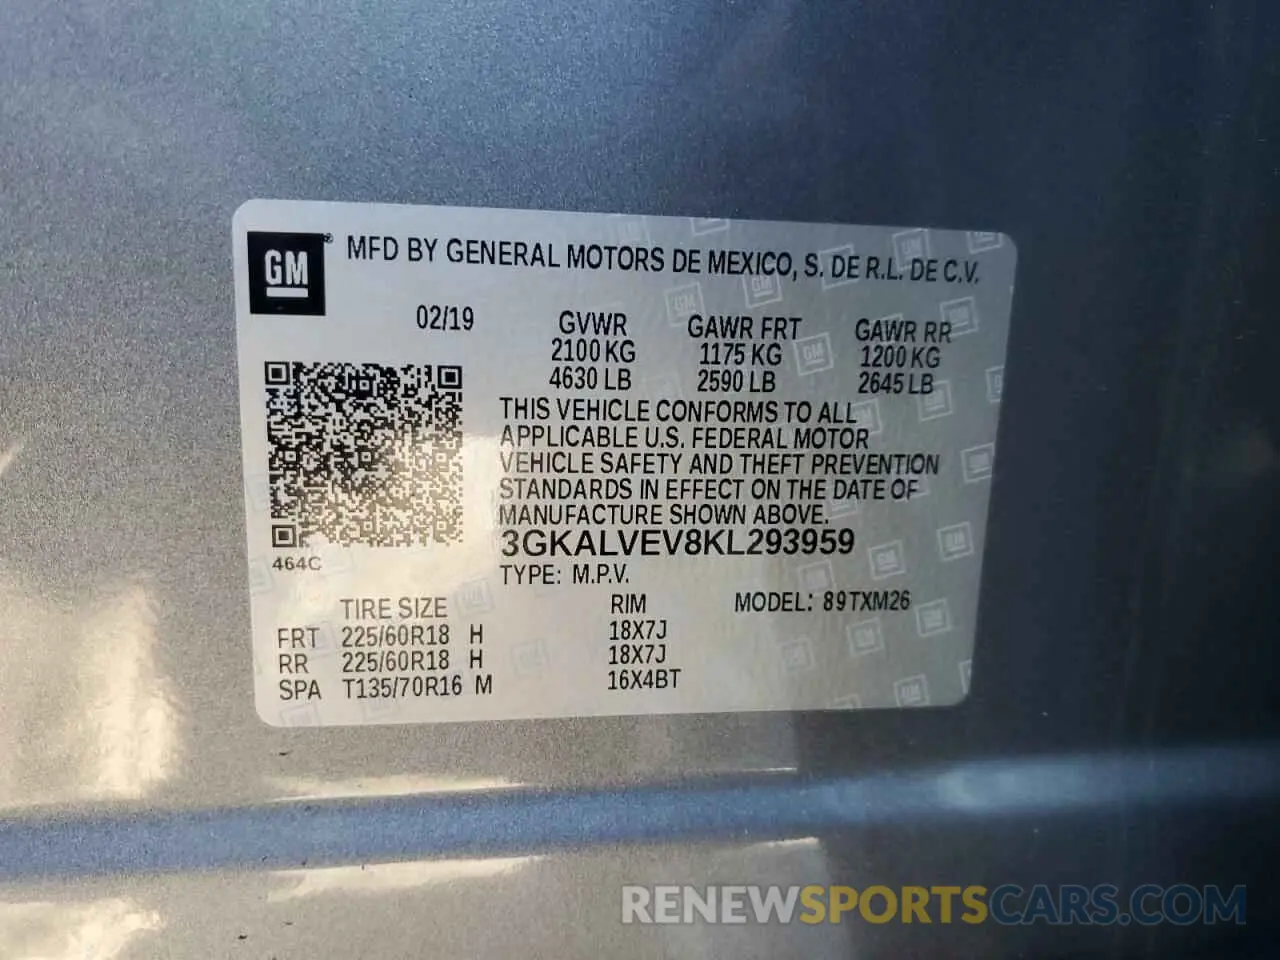 GM® MFD BY GENERAL MOTORS DE MEXICO, S. DE R.L. DE C.V.
02/19 GVWR GAWR FRT GAWR RR
2100 KG 1175 KG 1200 KG
4630 LB 2590 LB 2645 LB
THIS VEHICLE CONFORMS TO ALL
APPLICABLE U.S. FEDERAL MOTOR
VEHICLE SAFETY AND THEFT PREVENTION
STANDARDS IN EFFECT ON THE DATE OF
MANUFACTURE SHOWN ABOVE.
3GKALVEV8KL293959
464C
TYPE: M.P.V.
TIRE SIZE RIM MODEL: 89TXM26
FRT 225/60R18 H 18X7J
RR 225/60R18 H 18X7J
SPA T135/70R16 M 16X4BT
RENEWSPORTSCARS.COM